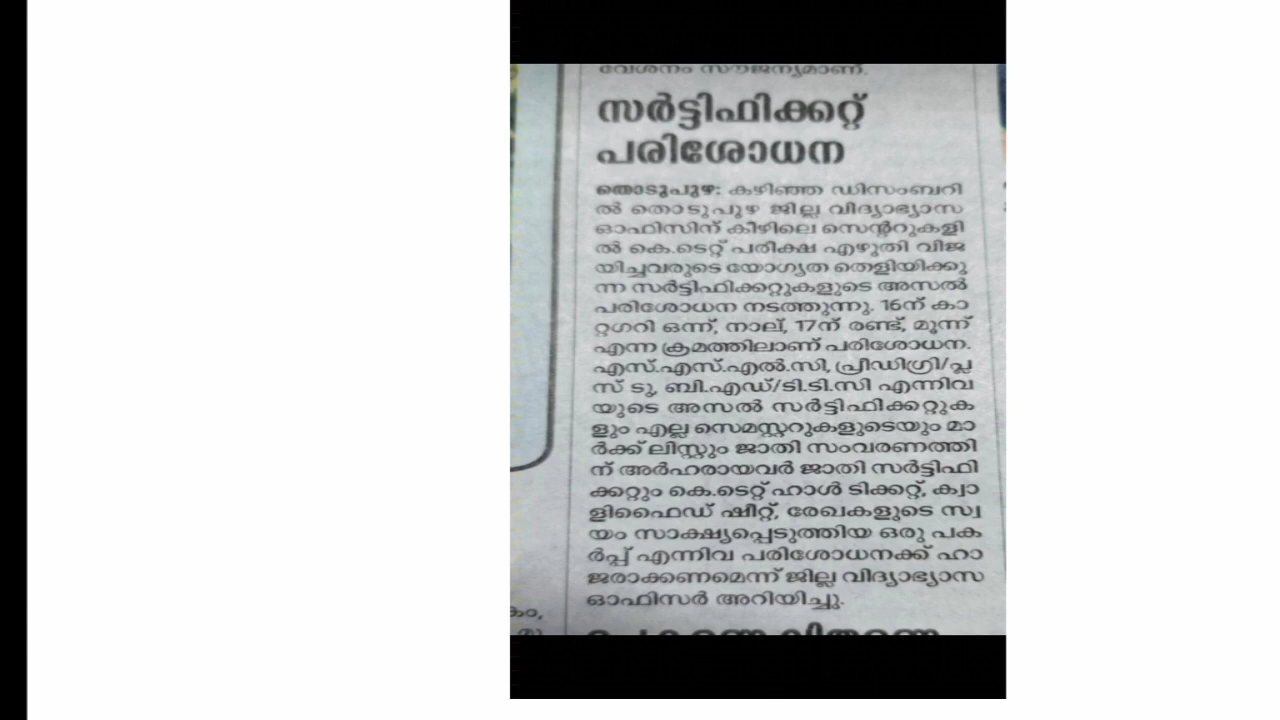 വേശനം സൗജന്യമാണ്.
സർട്ടിഫിക്കറ്റ്
പരിശോധന
തൊടുപുഴ: കഴിഞ്ഞ ഡിസംബറി
ൽ തൊടുപുഴ ജില്ല വിദ്യാഭ്യാസ
ഓഫിസിന് കീഴിലെ സെന്ററുകളി
ൽ കെ.ടെറ്റ് പരീക്ഷ എഴുതി വിജ
യിച്ചവരുടെ യോഗ്യത തെളിയിക്കു
ന്ന സർട്ടിഫിക്കറ്റുകളുടെ അസൽ
പരിശോധന നടത്തുന്നു. 16ന് കാ
റ്റഗറി ഒന്ന്, നാല്, 17ന് രണ്ട്, മൂന്ന്
എന്ന ക്രമത്തിലാണ് പരിശോധന.
എസ്.എസ്.എൽ.സി, പ്രീഡിഗ്രി/പ്ല
സ് ടു, ബി.എഡ്/ടി.ടി.സി എന്നിവ
യുടെ അസൽ സർട്ടിഫിക്കറ്റുക
ളും എല്ല സെമസ്റ്ററുകളുടെയും മാ
ർക്ക് ലിസ്റ്റും ജാതി സംവരണത്തി
ന് അർഹരായവർ ജാതി സർട്ടിഫി
ക്കറ്റും കെ.ടെറ്റ് ഹാൾ ടിക്കറ്റ്, ക്വാ
ളിഫൈഡ് ഷീറ്റ്, രേഖകളുടെ സ്വ
യം സാക്ഷ്യപ്പെടുത്തിയ ഒരു പക
ർപ്പ് എന്നിവ പരിശോധനക്ക് ഹാ
ജരാക്കണമെന്ന് ജില്ല വിദ്യാഭ്യാസ
ഓഫിസർ അറിയിച്ചു.